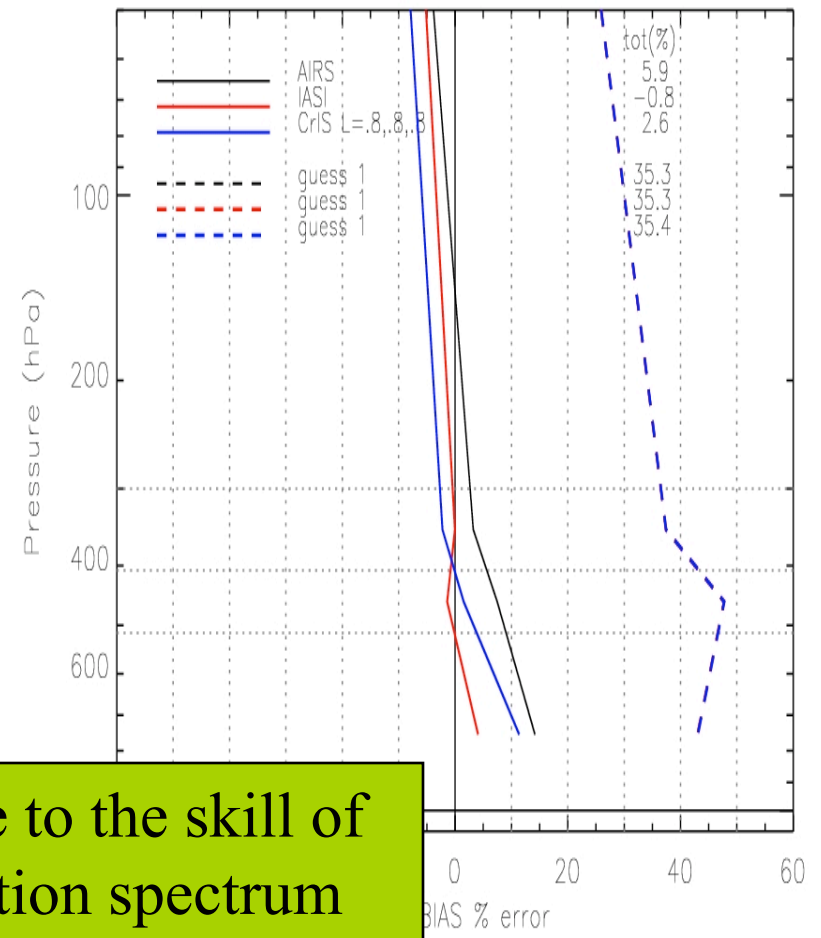 tot(%)
AIRS 5.9
IASI -0.8
CrIS L=.8,.8,.8 2.6
guess 1 35.3
guess 1 35.3
guess 1 35.4
100
200
400
600
Pressure (hPa)
e to the skill of
tion spectrum
0 20 40 60
BIAS % error